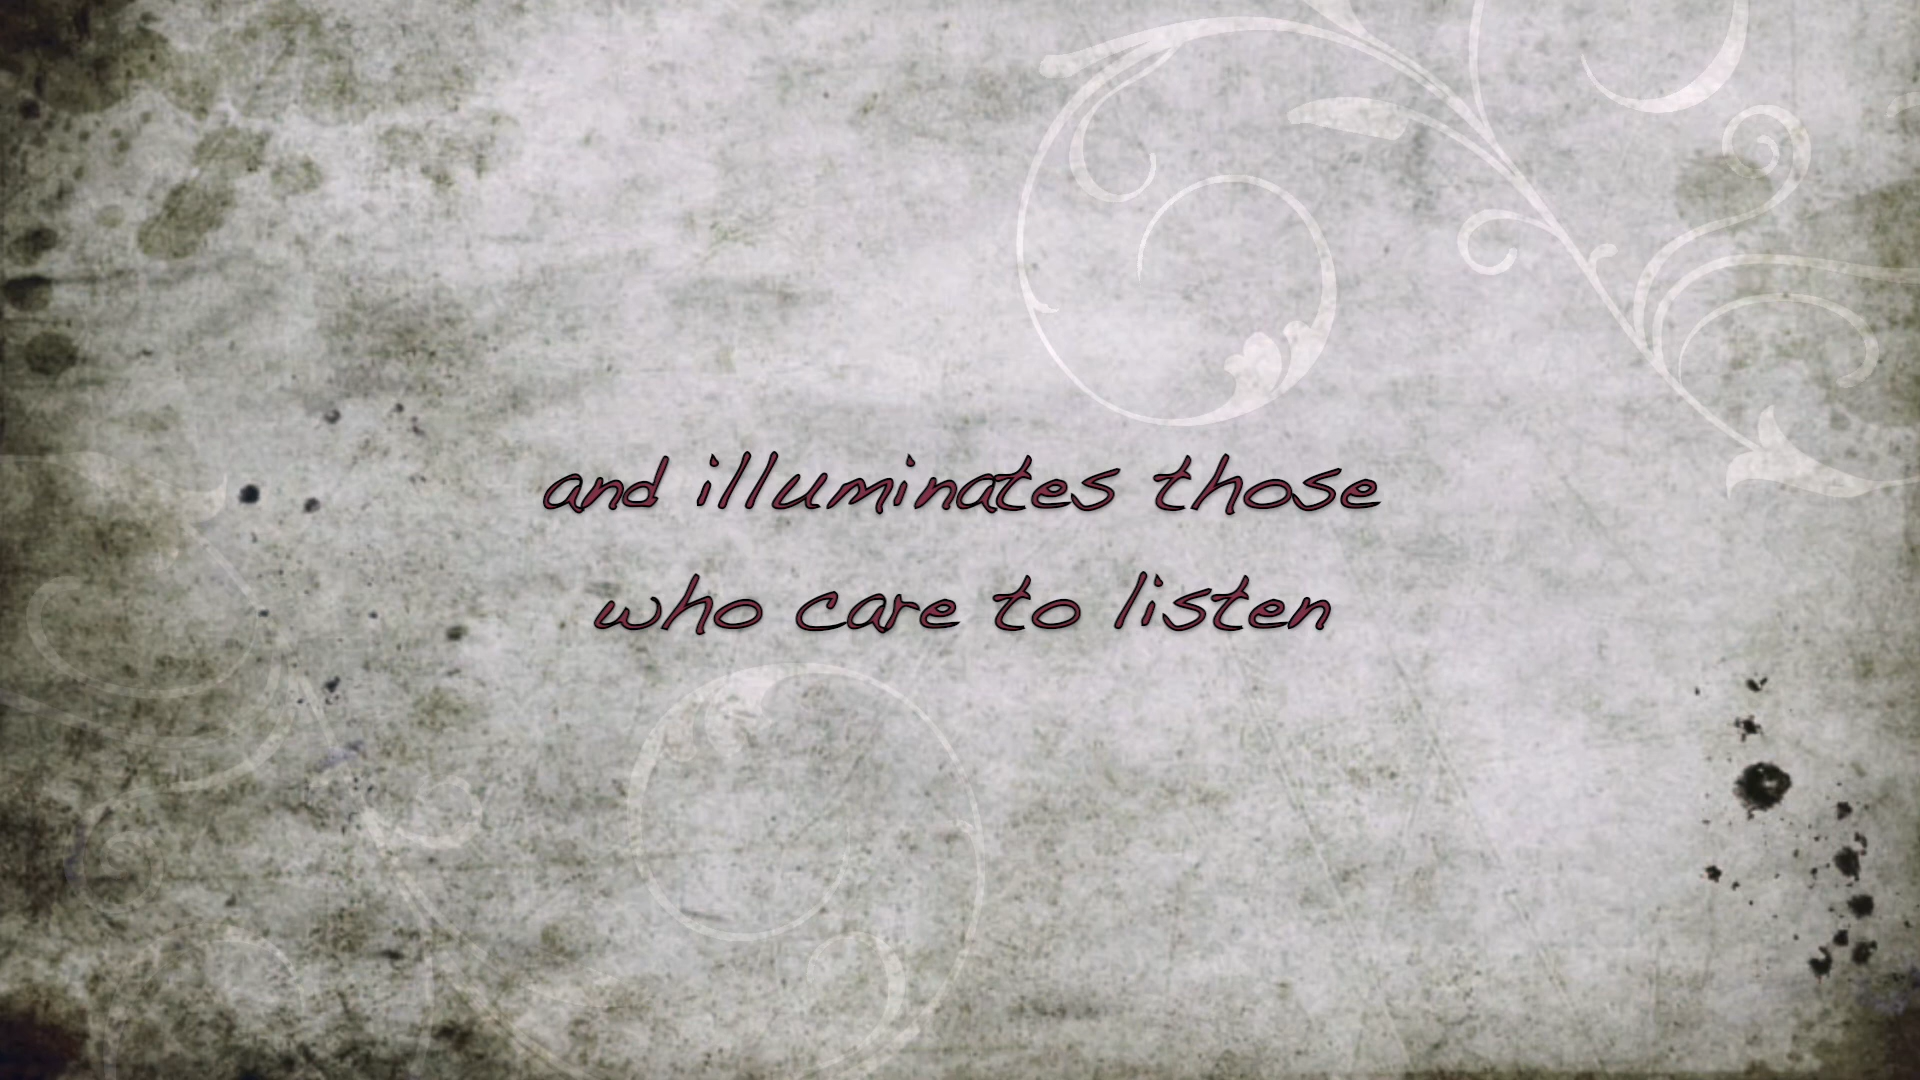 and illuminates those
who care to listen